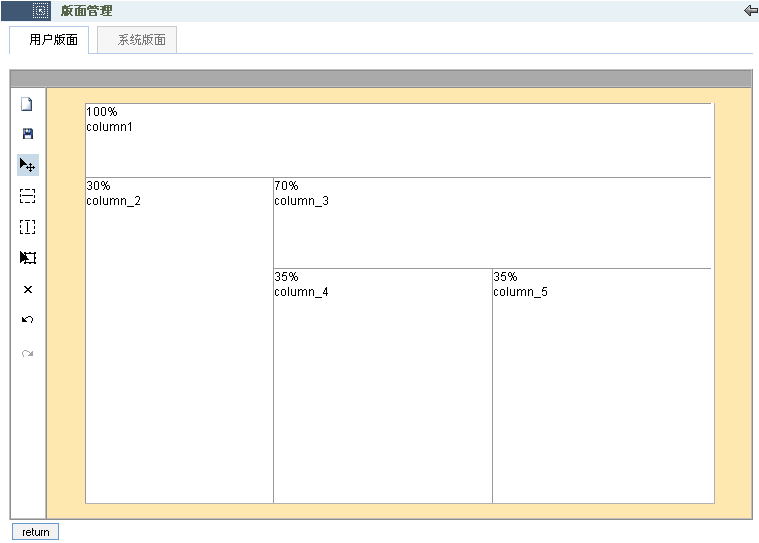 版面管理
用户版面
系统版面
100%
column1
30%
column_2
70%
column_3
35%
column_4
35%
column_5
return